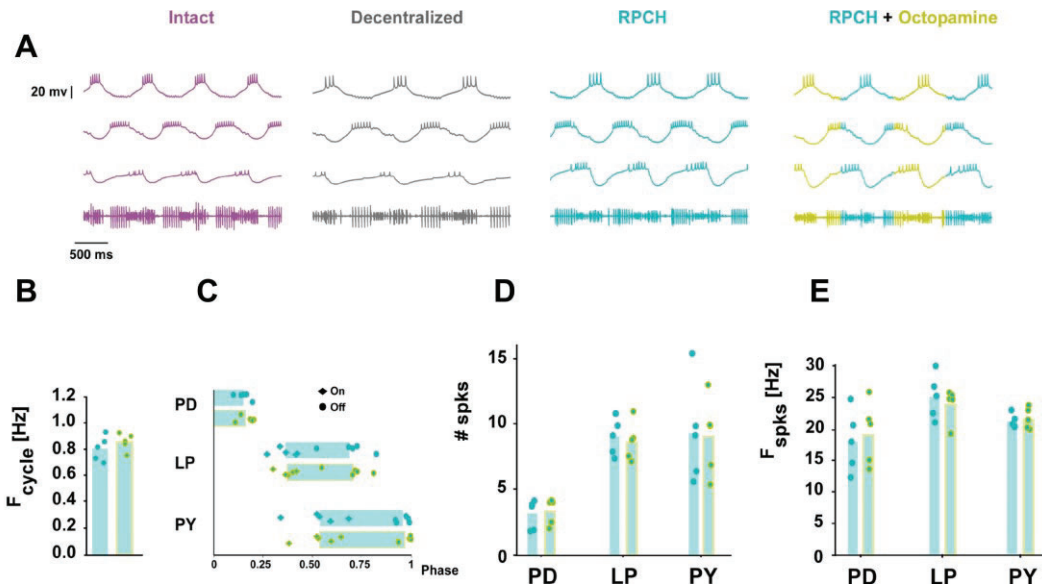 Intact Decentralized RPCH RPCH + Octopamine
A
20 mv
500 ms
B C D E
F cycle [Hz]
1.2
1.0
0.8
0.6
0.4
0.2
0.0
On
Off
PD
LP
PY
0 0.25 0.5 0.75 1 Phase
# spks
15
10
5
0
PD LP PY
F spks [Hz]
30
25
20
15
10
5
0
PD LP PY